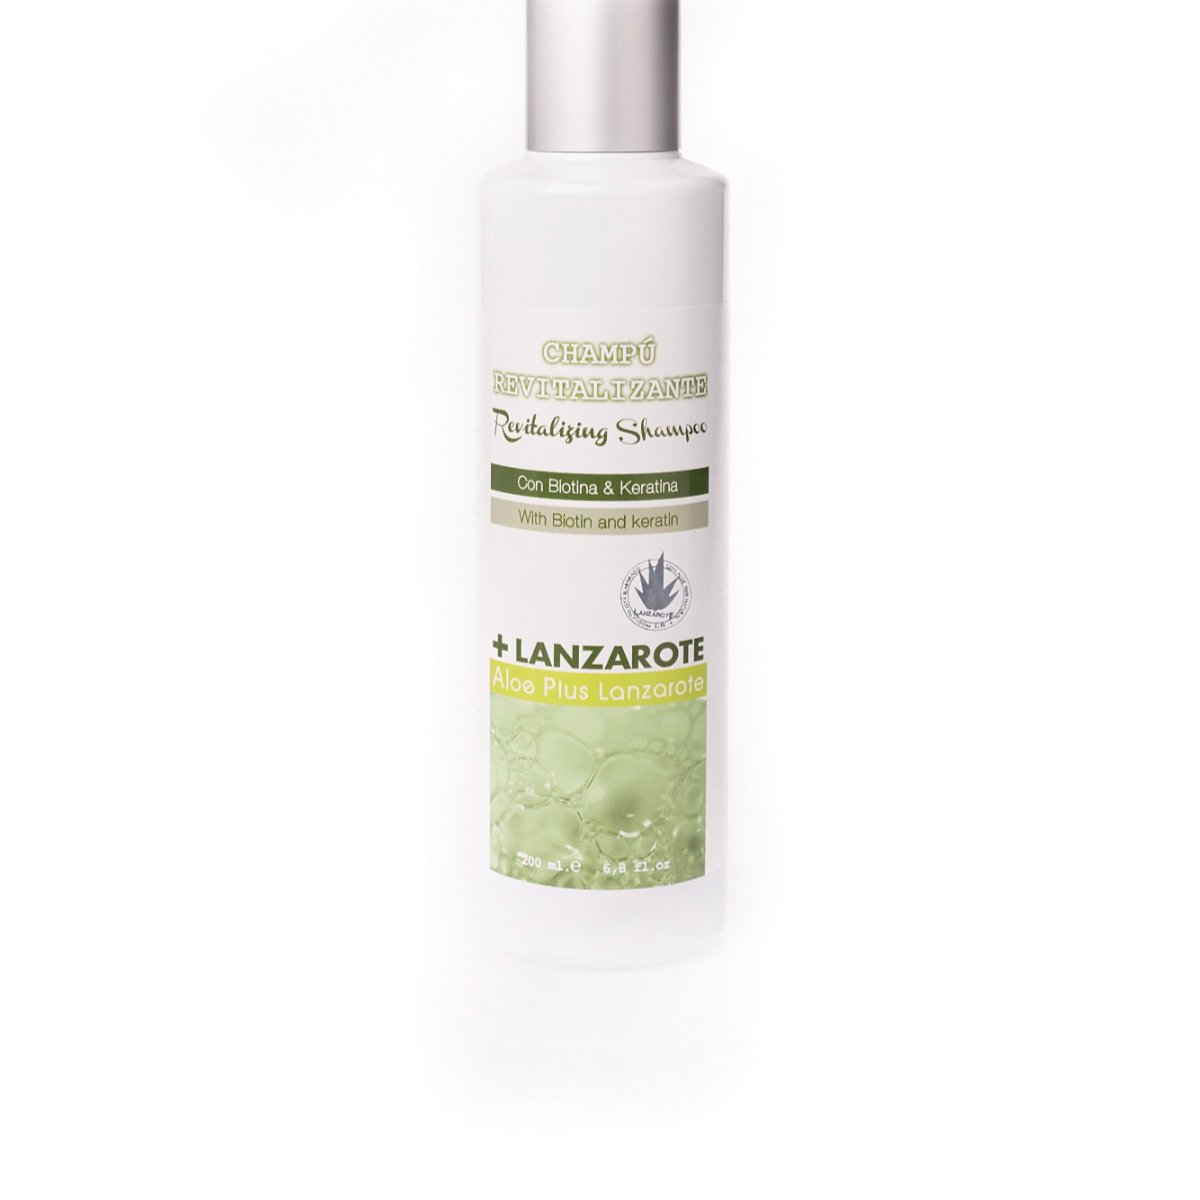 CHAMPÚ
REVITALIZANTE
Revitalizing Shampoo
Con Biotina & Keratina
With Biotin and keratin
LANZAROTE
+ LANZAROTE
Aloe Plus Lanzarote
200 ml.℮ 6,8 fl.oz